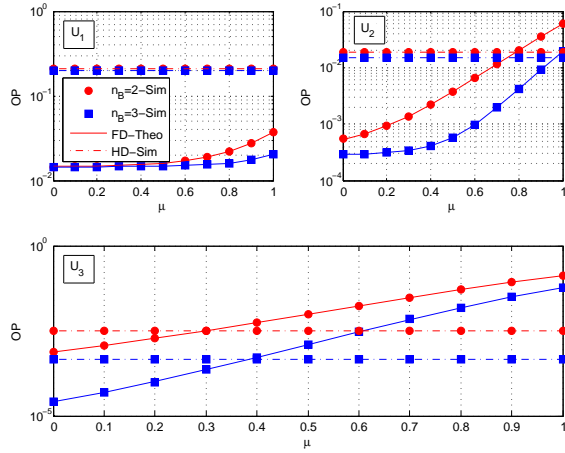 U1
10^0
10^−1
10^−2
OP
n_B=2−Sim
n_B=3−Sim
FD−Theo
HD−Sim
0 0.2 0.4 0.6 0.8 1
μ
U2
10^−1
10^−2
10^−3
10^−4
OP
0 0.2 0.4 0.6 0.8 1
μ
U3
10^0
10^−5
OP
0 0.1 0.2 0.3 0.4 0.5 0.6 0.7 0.8 0.9 1
μ